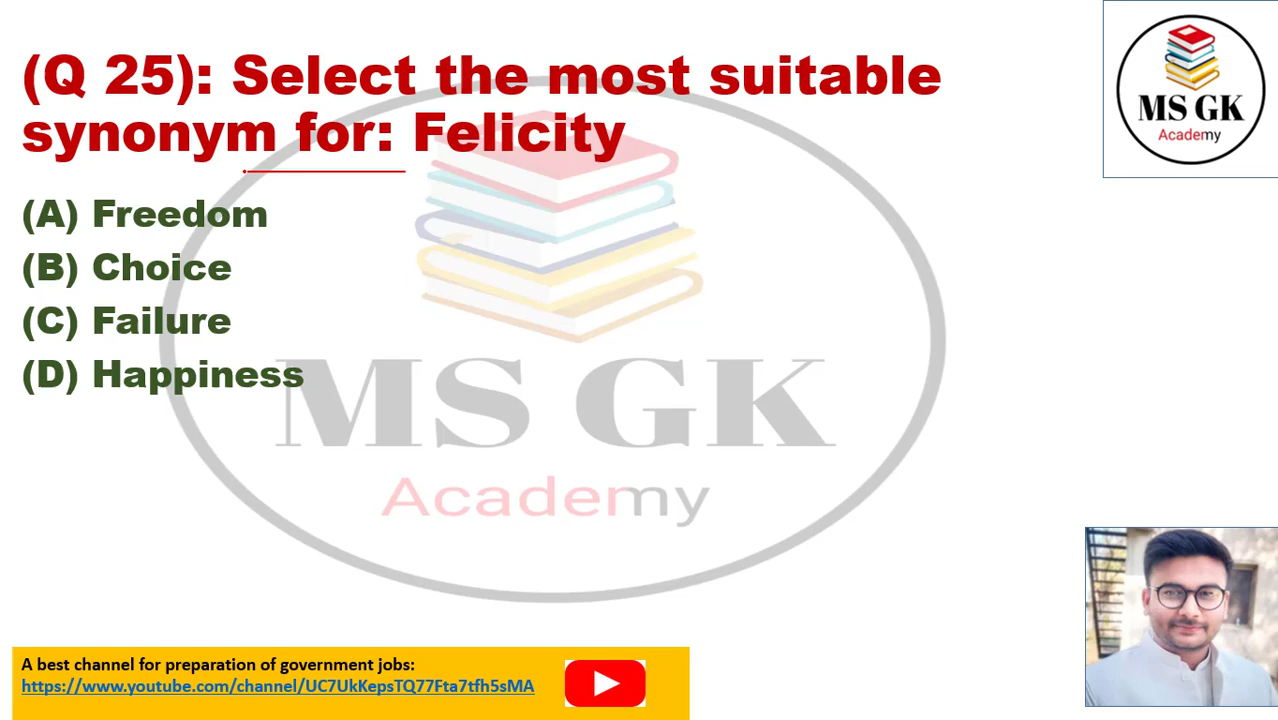 (Q 25): Select the most suitable
synonym for: Felicity
(A) Freedom
(B) Choice
(C) Failure
(D) Happiness
MS GK
Academy
MS GK
Academy
A best channel for preparation of government jobs:
https://www.youtube.com/channel/UC7UkKepsTQ77Fta7tfh5sMA